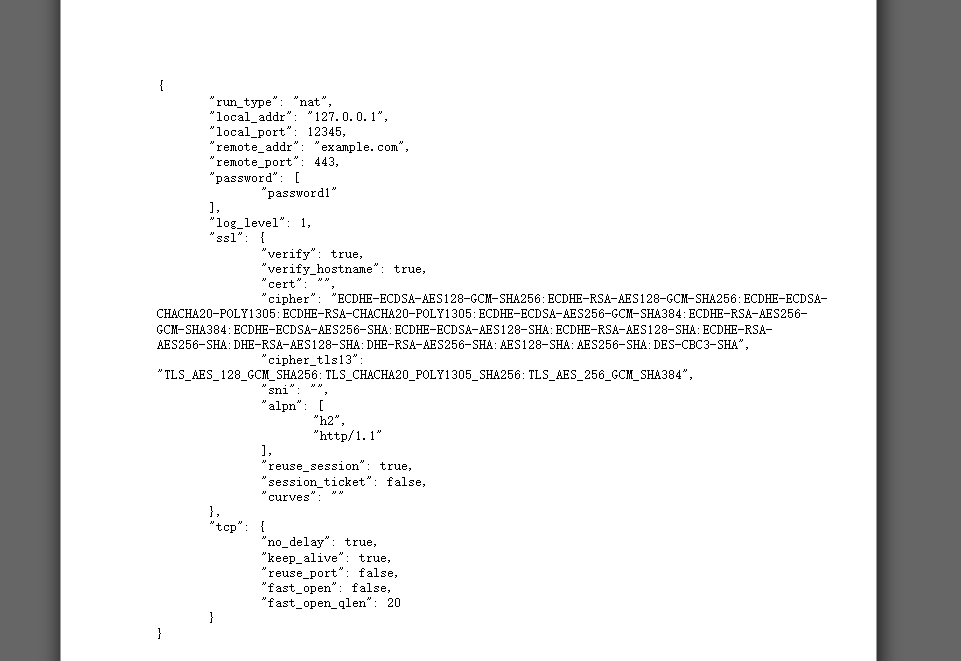 {
"run_type": "nat",
"local_addr": "127.0.0.1",
"local_port": 12345,
"remote_addr": "example.com",
"remote_port": 443,
"password": [
"password1"
],
"log_level": 1,
"ssl": {
"verify": true,
"verify_hostname": true,
"cert": "",
"cipher": "ECDHE-ECDSA-AES128-GCM-SHA256:ECDHE-RSA-AES128-GCM-SHA256:ECDHE-ECDSA-
CHACHA20-POLY1305:ECDHE-RSA-CHACHA20-POLY1305:ECDHE-ECDSA-AES256-GCM-SHA384:ECDHE-RSA-AES256-
GCM-SHA384:ECDHE-ECDSA-AES256-SHA:ECDHE-ECDSA-AES128-SHA:ECDHE-RSA-AES128-SHA:ECDHE-RSA-
AES256-SHA:DHE-RSA-AES128-SHA:DHE-RSA-AES256-SHA:AES128-SHA:AES256-SHA:DES-CBC3-SHA",
"cipher_tls13":
"TLS_AES_128_GCM_SHA256:TLS_CHACHA20_POLY1305_SHA256:TLS_AES_256_GCM_SHA384",
"sni": "",
"alpn": [
"h2",
"http/1.1"
],
"reuse_session": true,
"session_ticket": false,
"curves": ""
},
"tcp": {
"no_delay": true,
"keep_alive": true,
"reuse_port": false,
"fast_open": false,
"fast_open_qlen": 20
}
}